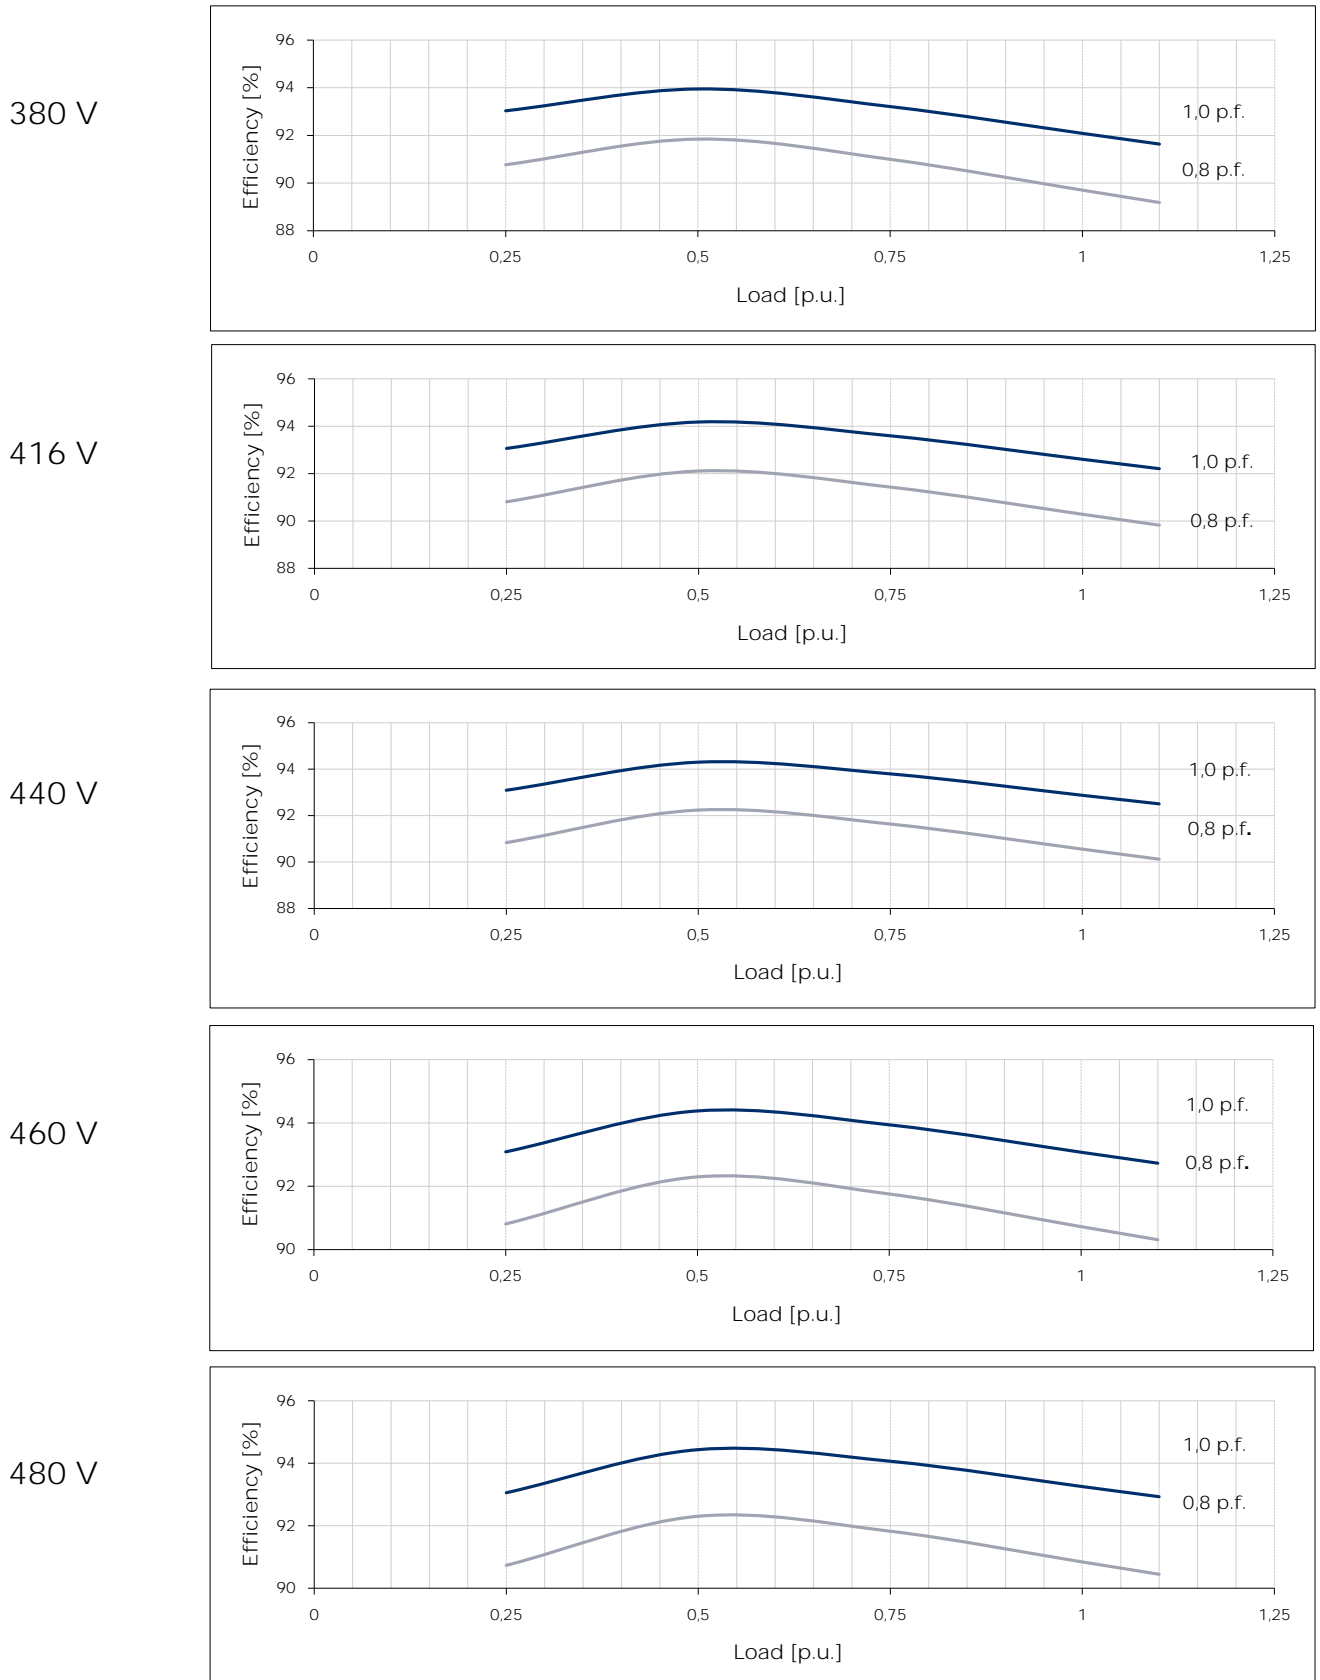 380 V
Efficiency [%]
96
94
92
90
88
1,0 p.f.
0,8 p.f.
0 0,25 0,5 0,75 1 1,25
Load [p.u.]
416 V
Efficiency [%]
96
94
92
90
88
1,0 p.f.
0,8 p.f.
0 0,25 0,5 0,75 1 1,25
Load [p.u.]
440 V
Efficiency [%]
96
94
92
90
88
1,0 p.f.
0,8 p.f.
0 0,25 0,5 0,75 1 1,25
Load [p.u.]
460 V
Efficiency [%]
96
94
92
90
1,0 p.f.
0,8 p.f.
0 0,25 0,5 0,75 1 1,25
Load [p.u.]
480 V
Efficiency [%]
96
94
92
90
1,0 p.f.
0,8 p.f.
0 0,25 0,5 0,75 1 1,25
Load [p.u.]